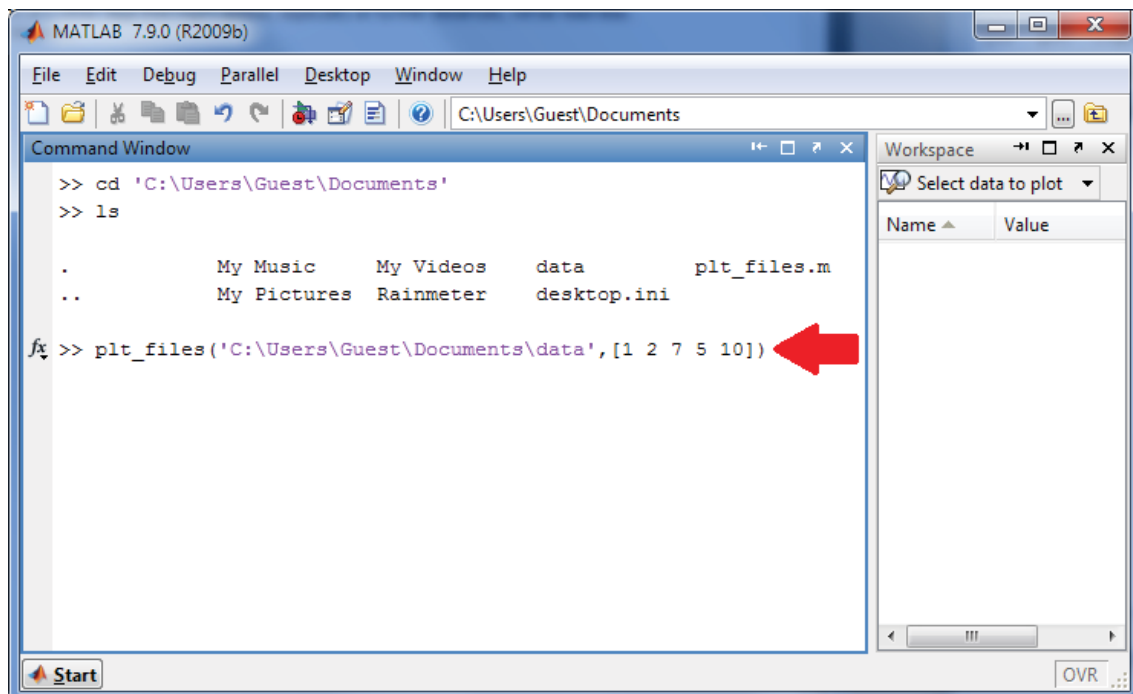 MATLAB 7.9.0 (R2009b)
File Edit Debug Parallel Desktop Window Help
C:\Users\Guest\Documents
Command Window
>> cd 'C:\Users\Guest\Documents'
>> ls
. My Music My Videos data plt_files.m
.. My Pictures Rainmeter desktop.ini
fx >> plt_files('C:\Users\Guest\Documents\data',[1 2 7 5 10])
Workspace
Select data to plot
Name Value
Start
OVR